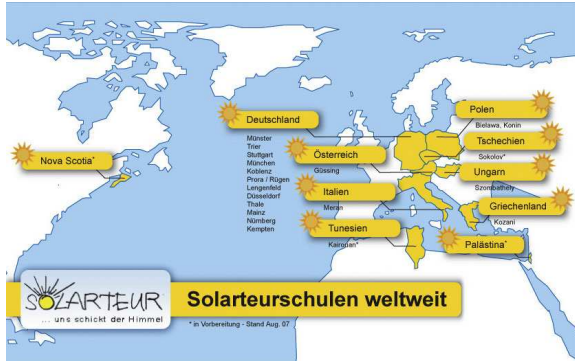 Polen
Bielawa, Konin
Deutschland
Münster
Trier
Stuttgart
München
Koblenz
Prora / Rügen
Lengenfeld
Düsseldorf
Thale
Mainz
Nürnberg
Kempten
Tschechien
Sokolov*
Nova Scotia*
Österreich
Güssing
Ungarn
Szombathely
Italien
Meran
Griechenland
Kozani
Tunesien
Kairouan*
Palästina*
SOLARTEUR
... uns schickt der Himmel
Solarteurschulen weltweit
* in Vorbereitung - Stand Aug. 07